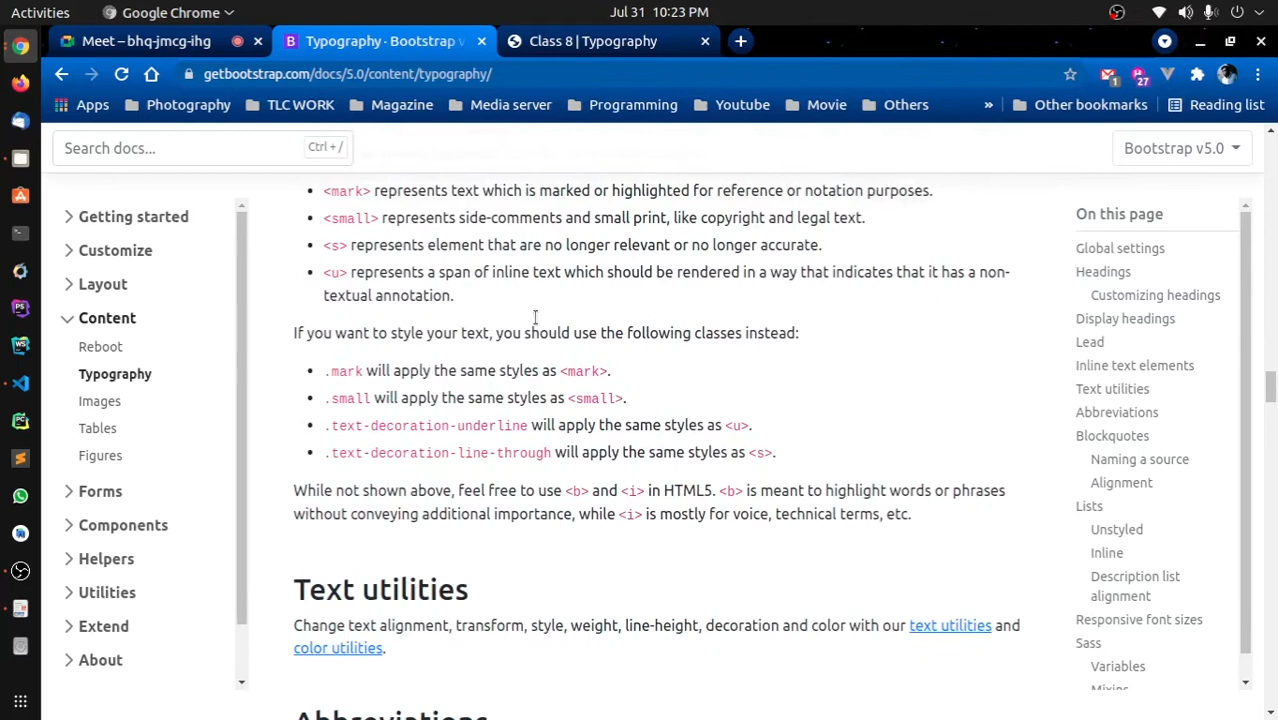 Activities Google Chrome Jul 31 10:23 PM
Meet – bhq-jmcg-ihg Typography · Bootstrap v Class 8 | Typography
getbootstrap.com/docs/5.0/content/typography/ 1 27
Apps Photography TLC WORK Magazine Media server Programming Youtube Movie Others » Other bookmarks Reading list
Search docs... Ctrl + / Bootstrap v5.0
Getting started
Customize
Layout
Content
Reboot
Typography
Images
Tables
Figures
Forms
Components
Helpers
Utilities
Extend
About
<mark> represents text which is marked or highlighted for reference or notation purposes.
<small> represents side-comments and small print, like copyright and legal text.
<s> represents element that are no longer relevant or no longer accurate.
<u> represents a span of inline text which should be rendered in a way that indicates that it has a non-
textual annotation.
If you want to style your text, you should use the following classes instead:
.mark will apply the same styles as <mark>.
.small will apply the same styles as <small>.
.text-decoration-underline will apply the same styles as <u>.
.text-decoration-line-through will apply the same styles as <s>.
While not shown above, feel free to use <b> and <i> in HTML5. <b> is meant to highlight words or phrases
without conveying additional importance, while <i> is mostly for voice, technical terms, etc.
Text utilities
Change text alignment, transform, style, weight, line-height, decoration and color with our text utilities and
color utilities.
Abbreviations
On this page
Global settings
Headings
Customizing headings
Display headings
Lead
Inline text elements
Text utilities
Abbreviations
Blockquotes
Naming a source
Alignment
Lists
Unstyled
Inline
Description list
alignment
Responsive font sizes
Sass
Variables
Mixins